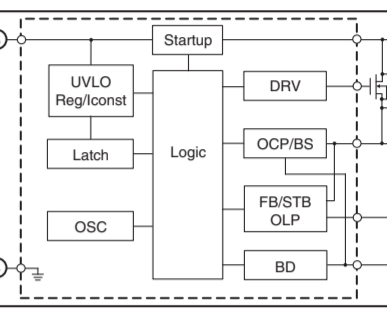 Startup
UVLO
Reg/Iconst
DRV
Latch
Logic
OCP/BS
FB/STB
OLP
OSC
BD